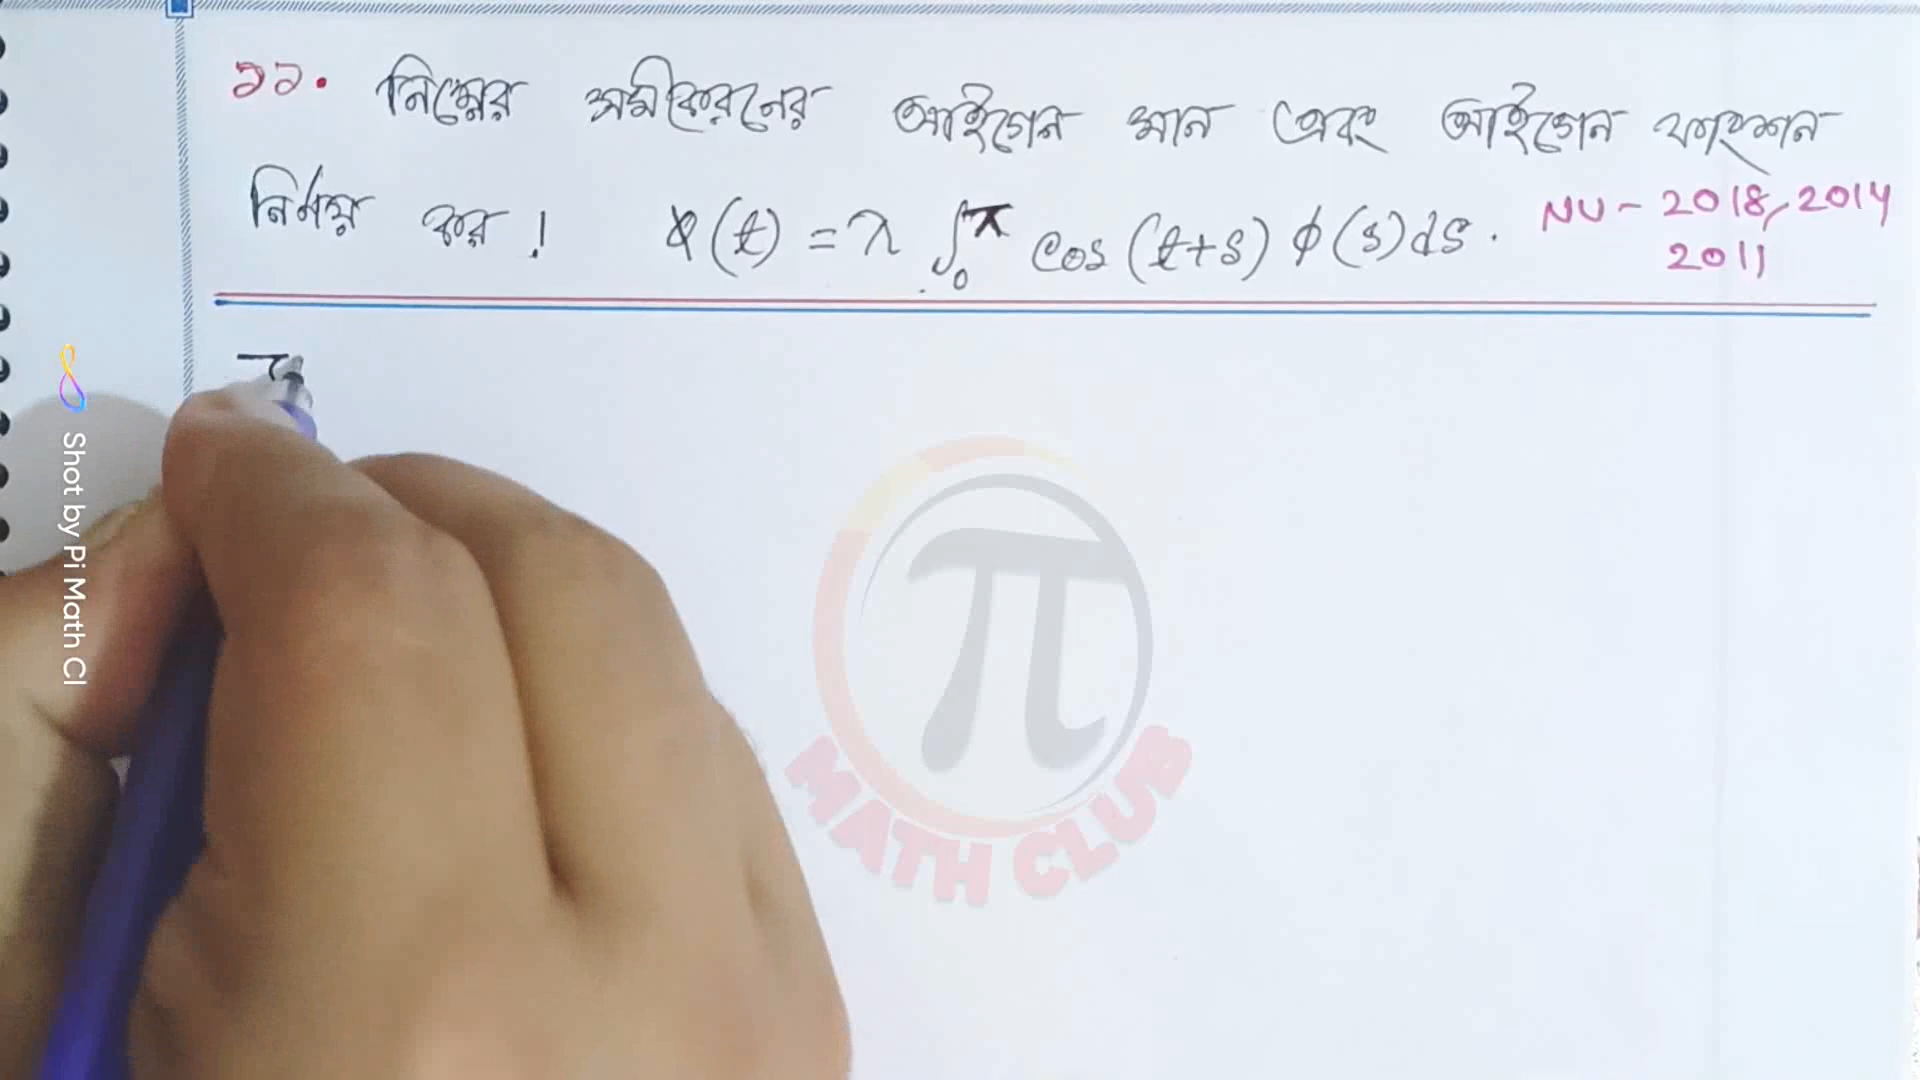 ১১. নিম্নের সমীকরনের আইগেন মান এবং আইগেন ফাংশন
নির্ণয় কর! ϕ(t) = λ ∫₀^π cos(t+s) ϕ(s)ds. NU - 2018, 2014
2011
Shot by Pi Math Cl
π
MATH CLUB